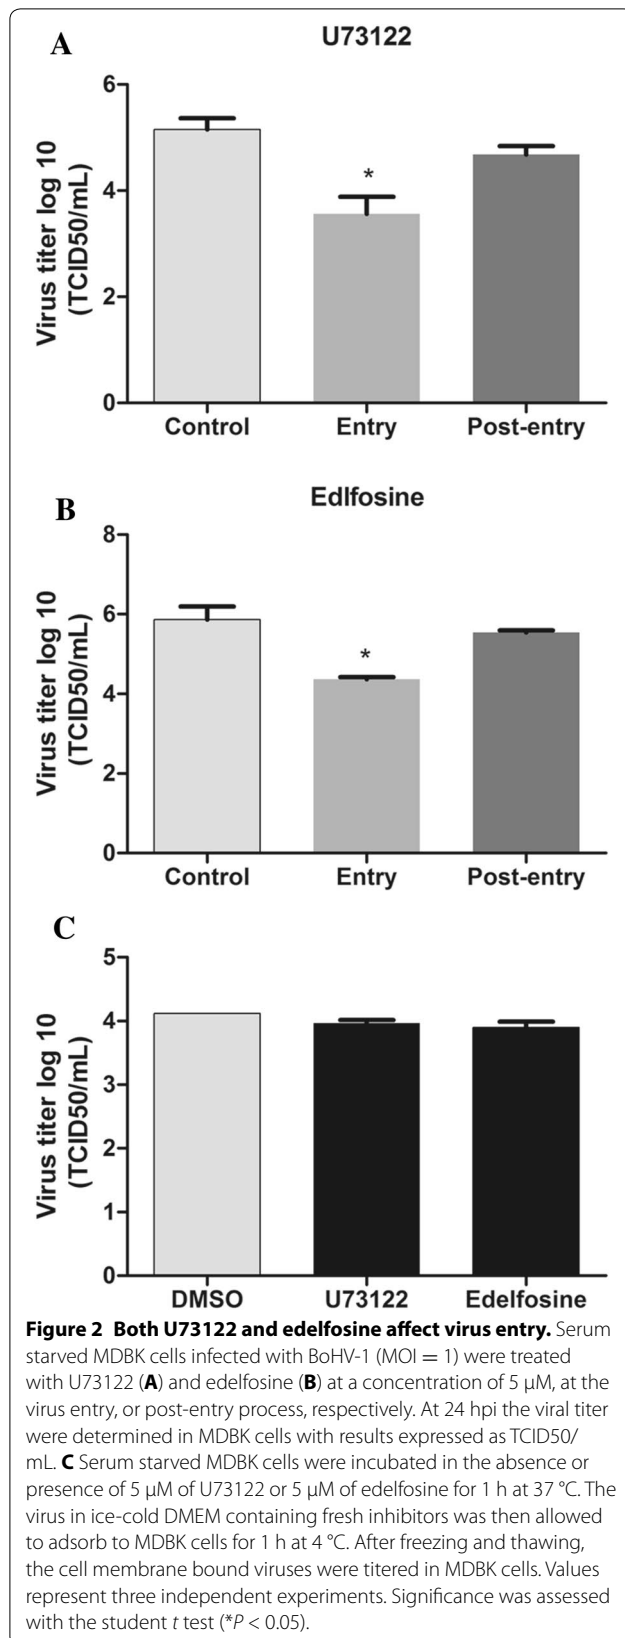 A
U73122
Virus titer log 10
(TCID50/mL)
6
4
2
0
*
Control Entry Post-entry
B
Edlfosine
Virus titer log 10
(TCID50/mL)
8
6
4
2
0
*
Control Entry Post-entry
C
Virus titer log 10
(TCID50/mL)
5
4
3
2
1
0
DMSO U73122 Edelfosine
Figure 2 Both U73122 and edelfosine affect virus entry. Serum
starved MDBK cells infected with BoHV-1 (MOI = 1) were treated
with U73122 (A) and edelfosine (B) at a concentration of 5 µM, at the
virus entry, or post-entry process, respectively. At 24 hpi the viral titer
were determined in MDBK cells with results expressed as TCID50/
mL. C Serum starved MDBK cells were incubated in the absence or
presence of 5 µM of U73122 or 5 µM of edelfosine for 1 h at 37 °C. The
virus in ice-cold DMEM containing fresh inhibitors was then allowed
to adsorb to MDBK cells for 1 h at 4 °C. After freezing and thawing,
the cell membrane bound viruses were titered in MDBK cells. Values
represent three independent experiments. Significance was assessed
with the student t test (*P < 0.05).